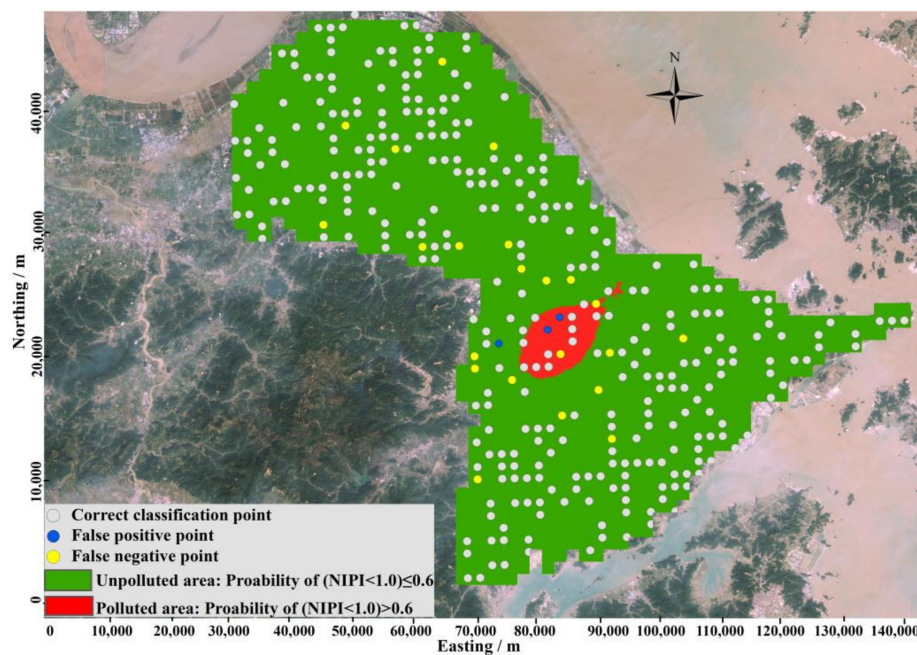 N
40,000
30,000
Northing / m
20,000
10,000
0
Correct classification point
False positive point
False negative point
Unpolluted area: Proability of (NIPI<1.0)≤0.6
Polluted area: Proability of (NIPI<1.0)>0.6
0 10,000 20,000 30,000 40,000 50,000 60,000 70,000 80,000 90,000 100,000 110,000 120,000 130,000 140,000
Easting / m